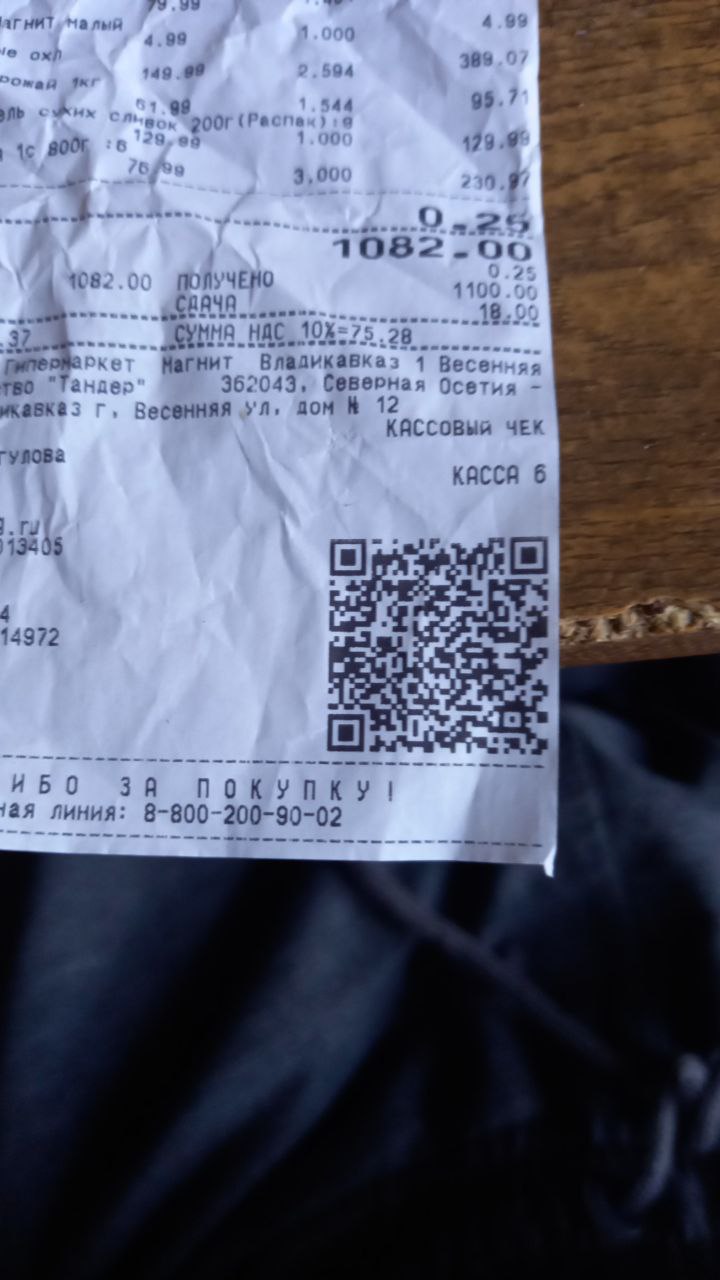 79.99
агнит малый 4.99
4.99 1.000
ые охл 389.07
149.99 2.594
рожай 1кг 95.71
61.99 1.544
ель сухих сливок 200г(Распак):9
129.99 1.000 129.99
1с 800г :6
76.99 3.000 230.97
0.25
1082.00
0.25
1082.00 ПОЛУЧЕНО 1100.00
СДАЧА 18.00
.37 СУММА НДС 10%=75.28
Гипермаркет Магнит Владикавказ 1 Весенняя
тво "Тандер" 362043, Северная Осетия -
икавказ г, Весенняя ул, дом № 12
КАССОВЫЙ ЧЕК
гулова
КАССА 6
g.ru
013405
4
14972
ИБО ЗА ПОКУПКУ!
ная линия: 8-800-200-90-02